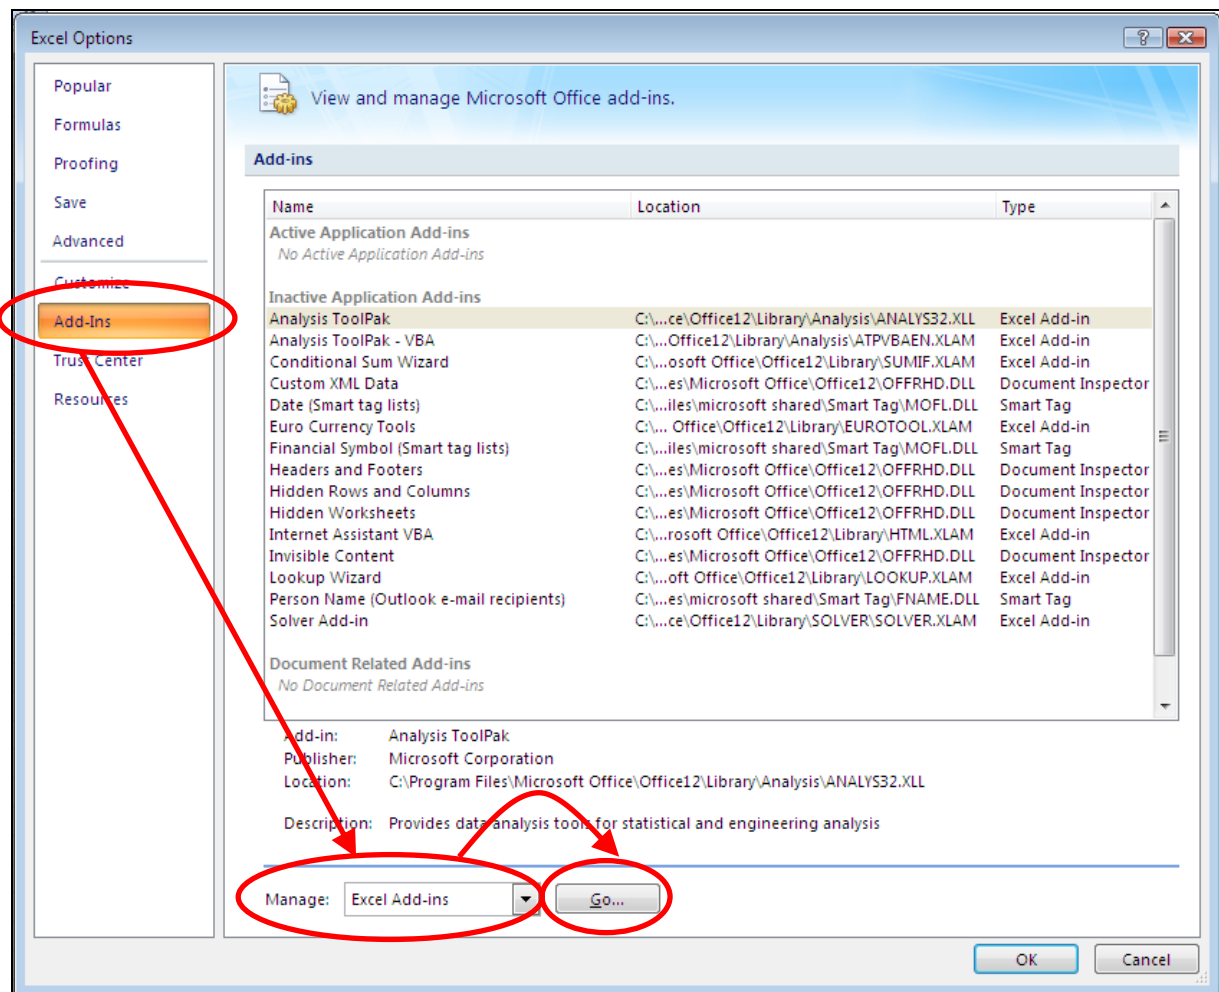 Excel Options
Popular
Formulas
Proofing
Save
Advanced
Customize
Add-Ins
Trust Center
Resources
View and manage Microsoft Office add-ins.
Add-ins
Name Location Type
Active Application Add-ins
No Active Application Add-ins
Inactive Application Add-ins
Analysis ToolPak C:\...ce\Office12\Library\Analysis\ANALYS32.XLL Excel Add-in
Analysis ToolPak - VBA C:\...Office12\Library\Analysis\ATPVBAEN.XLAM Excel Add-in
Conditional Sum Wizard C:\...osoft Office\Office12\Library\SUMIF.XLAM Excel Add-in
Custom XML Data C:\...es\Microsoft Office\Office12\OFFRHD.DLL Document Inspector
Date (Smart tag lists) C:\...iles\microsoft shared\Smart Tag\MOFL.DLL Smart Tag
Euro Currency Tools C:\... Office\Office12\Library\EUROTOOL.XLAM Excel Add-in
Financial Symbol (Smart tag lists) C:\...iles\microsoft shared\Smart Tag\MOFL.DLL Smart Tag
Headers and Footers C:\...es\Microsoft Office\Office12\OFFRHD.DLL Document Inspector
Hidden Rows and Columns C:\...es\Microsoft Office\Office12\OFFRHD.DLL Document Inspector
Hidden Worksheets C:\...es\Microsoft Office\Office12\OFFRHD.DLL Document Inspector
Internet Assistant VBA C:\...rosoft Office\Office12\Library\HTML.XLAM Excel Add-in
Invisible Content C:\...es\Microsoft Office\Office12\OFFRHD.DLL Document Inspector
Lookup Wizard C:\...oft Office\Office12\Library\LOOKUP.XLAM Excel Add-in
Person Name (Outlook e-mail recipients) C:\...es\microsoft shared\Smart Tag\FNAME.DLL Smart Tag
Solver Add-in C:\...ce\Office12\Library\SOLVER\SOLVER.XLAM Excel Add-in
Document Related Add-ins
No Document Related Add-ins
Add-in: Analysis ToolPak
Publisher: Microsoft Corporation
Location: C:\Program Files\Microsoft Office\Office12\Library\Analysis\ANALYS32.XLL
Description: Provides data analysis tools for statistical and engineering analysis
Manage: Excel Add-ins Go...
OK Cancel